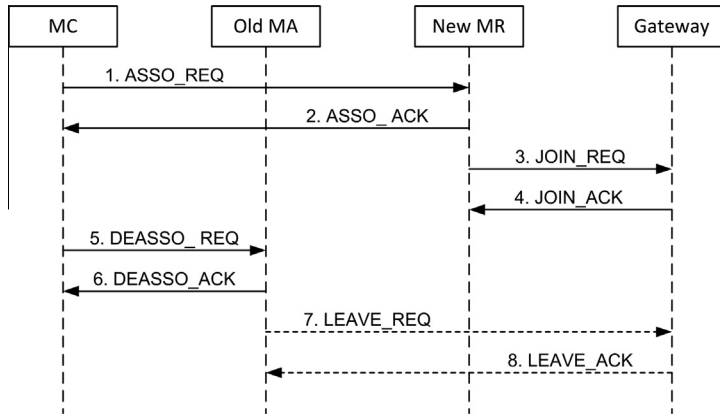 MC
Old MA
New MR
Gateway
1. ASSO_REQ
2. ASSO_ ACK
3. JOIN_REQ
4. JOIN_ACK
5. DEASSO_ REQ
6. DEASSO_ACK
7. LEAVE_REQ
8. LEAVE_ACK